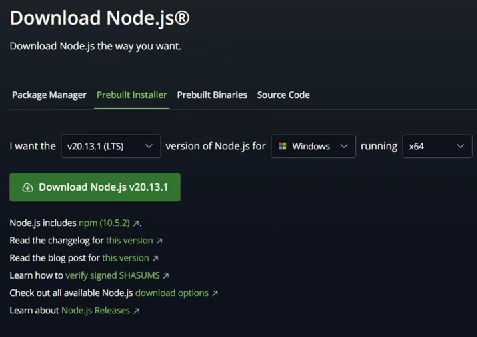 Download Node.js®
Download Node.js the way you want.
Package Manager Prebuilt Installer Prebuilt Binaries Source Code
I want the v20.13.1 (LTS) version of Node.js for Windows running x64
Download Node.js v20.13.1
Node.js includes npm (10.5.2) ↗.
Read the changelog for this version ↗
Read the blog post for this version ↗
Learn how to verify signed SHASUMS ↗
Check out all available Node.js download options ↗
Learn about Node.js Releases ↗